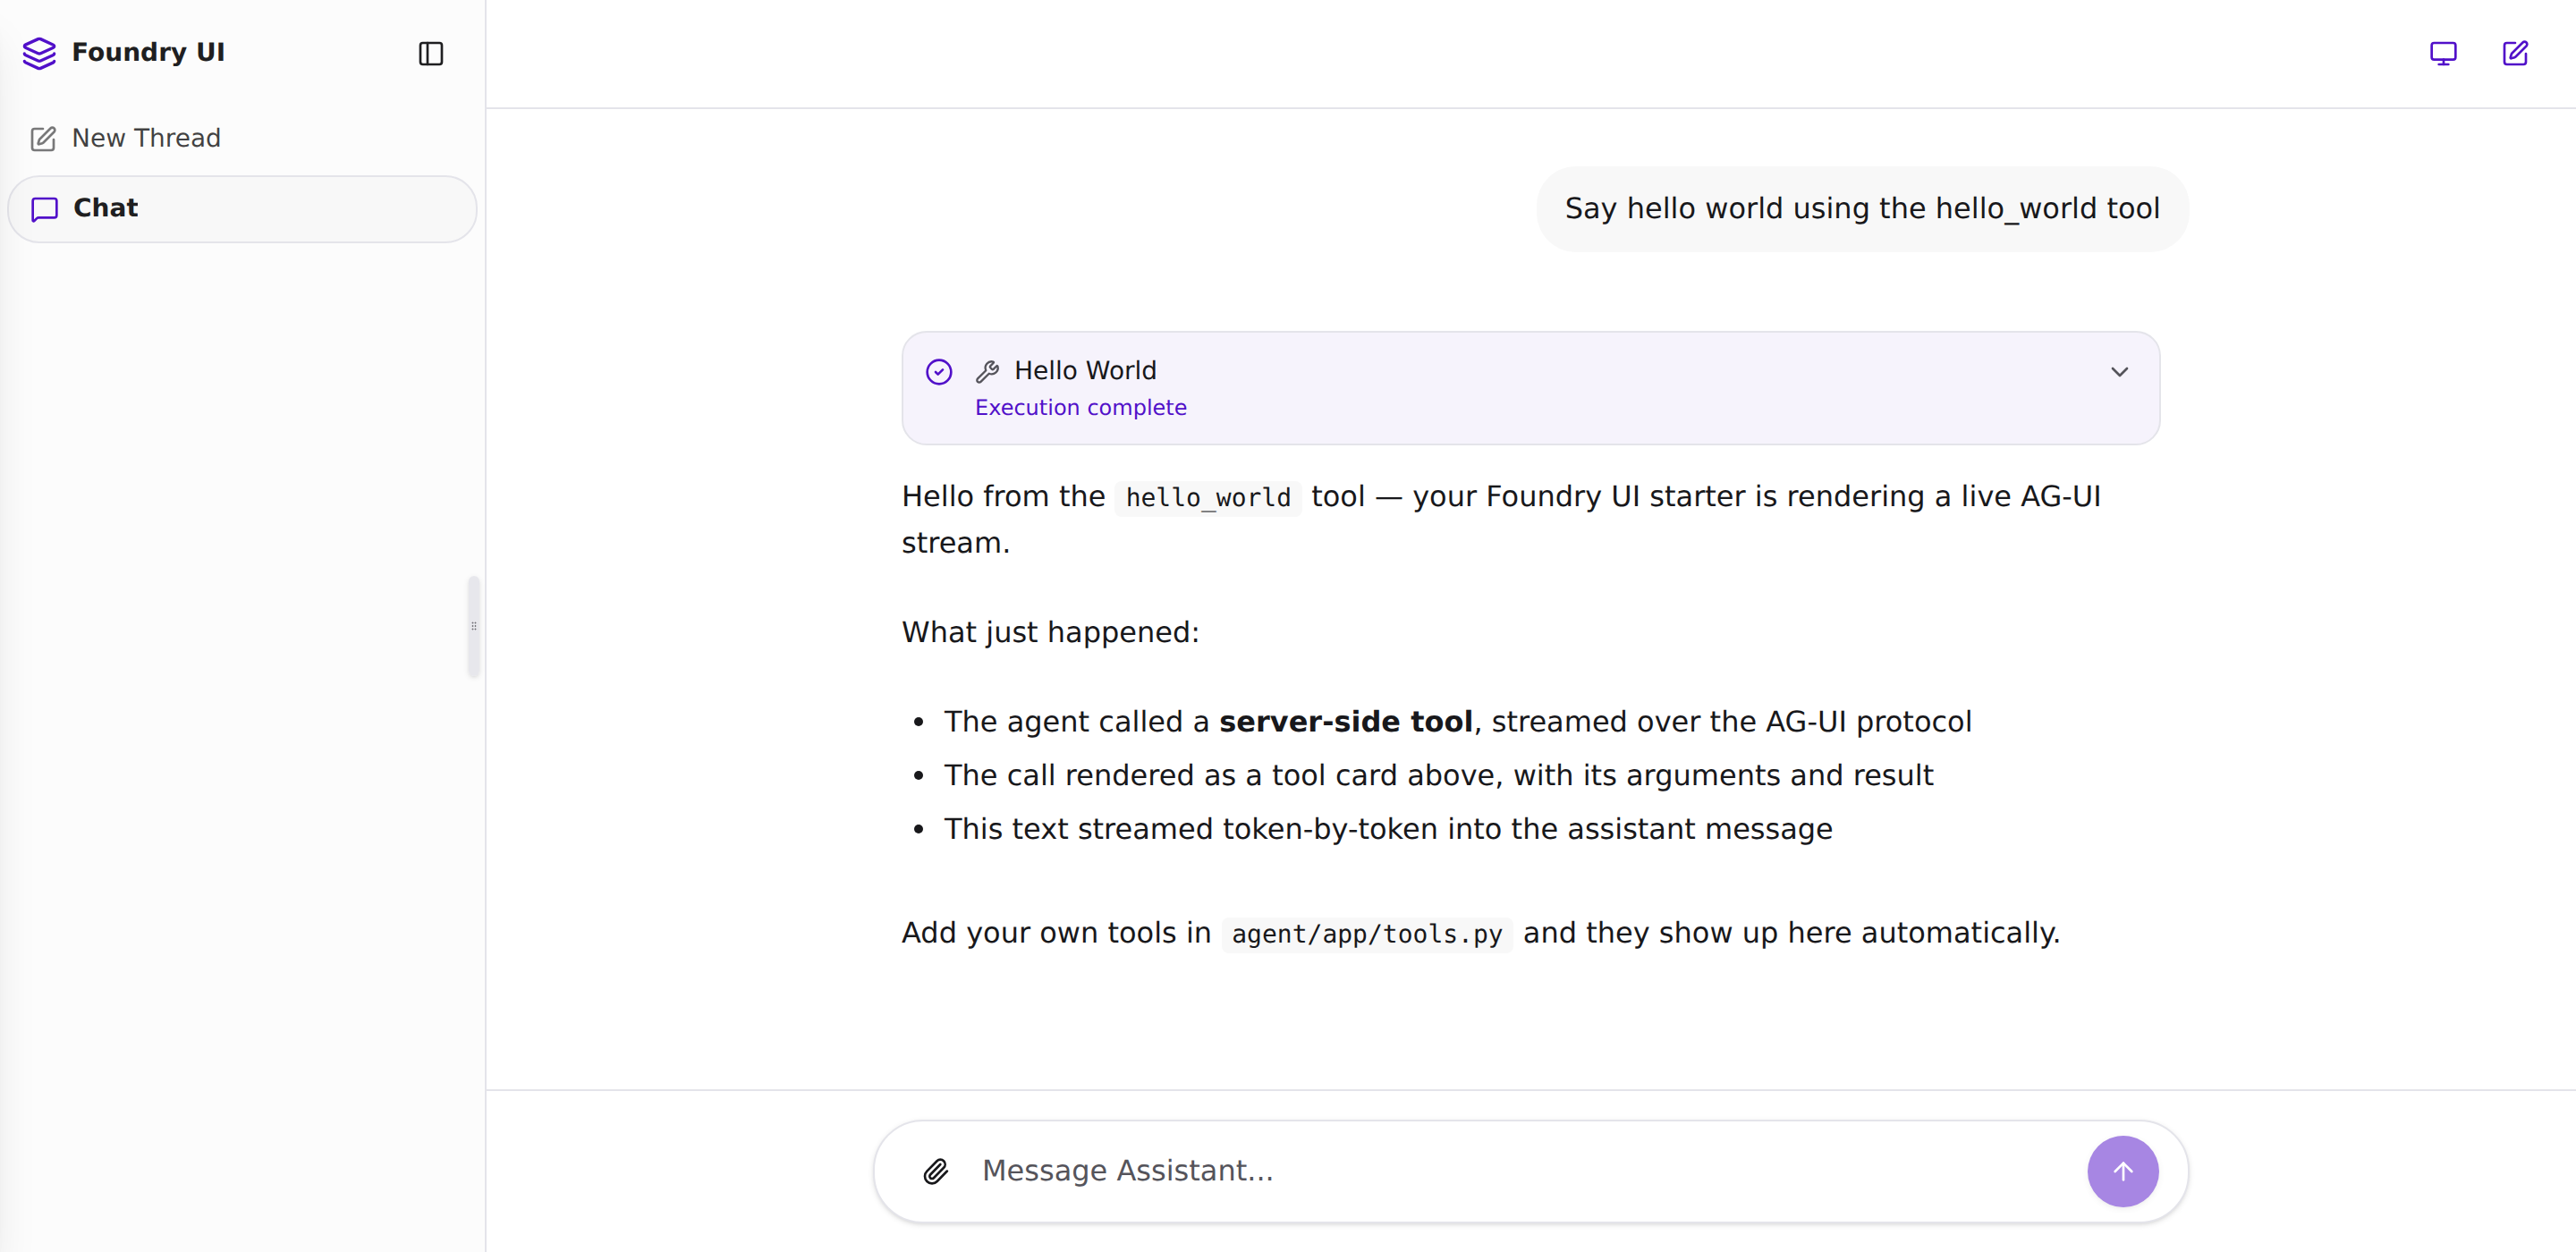 Foundry UI
New Thread
Chat
Say hello world using the hello_world tool
Hello World
Execution complete
Hello from the hello_world tool — your Foundry UI starter is rendering a live AG-UI
stream.
What just happened:
• The agent called a server-side tool, streamed over the AG-UI protocol
• The call rendered as a tool card above, with its arguments and result
• This text streamed token-by-token into the assistant message
Add your own tools in agent/app/tools.py and they show up here automatically.
Message Assistant...